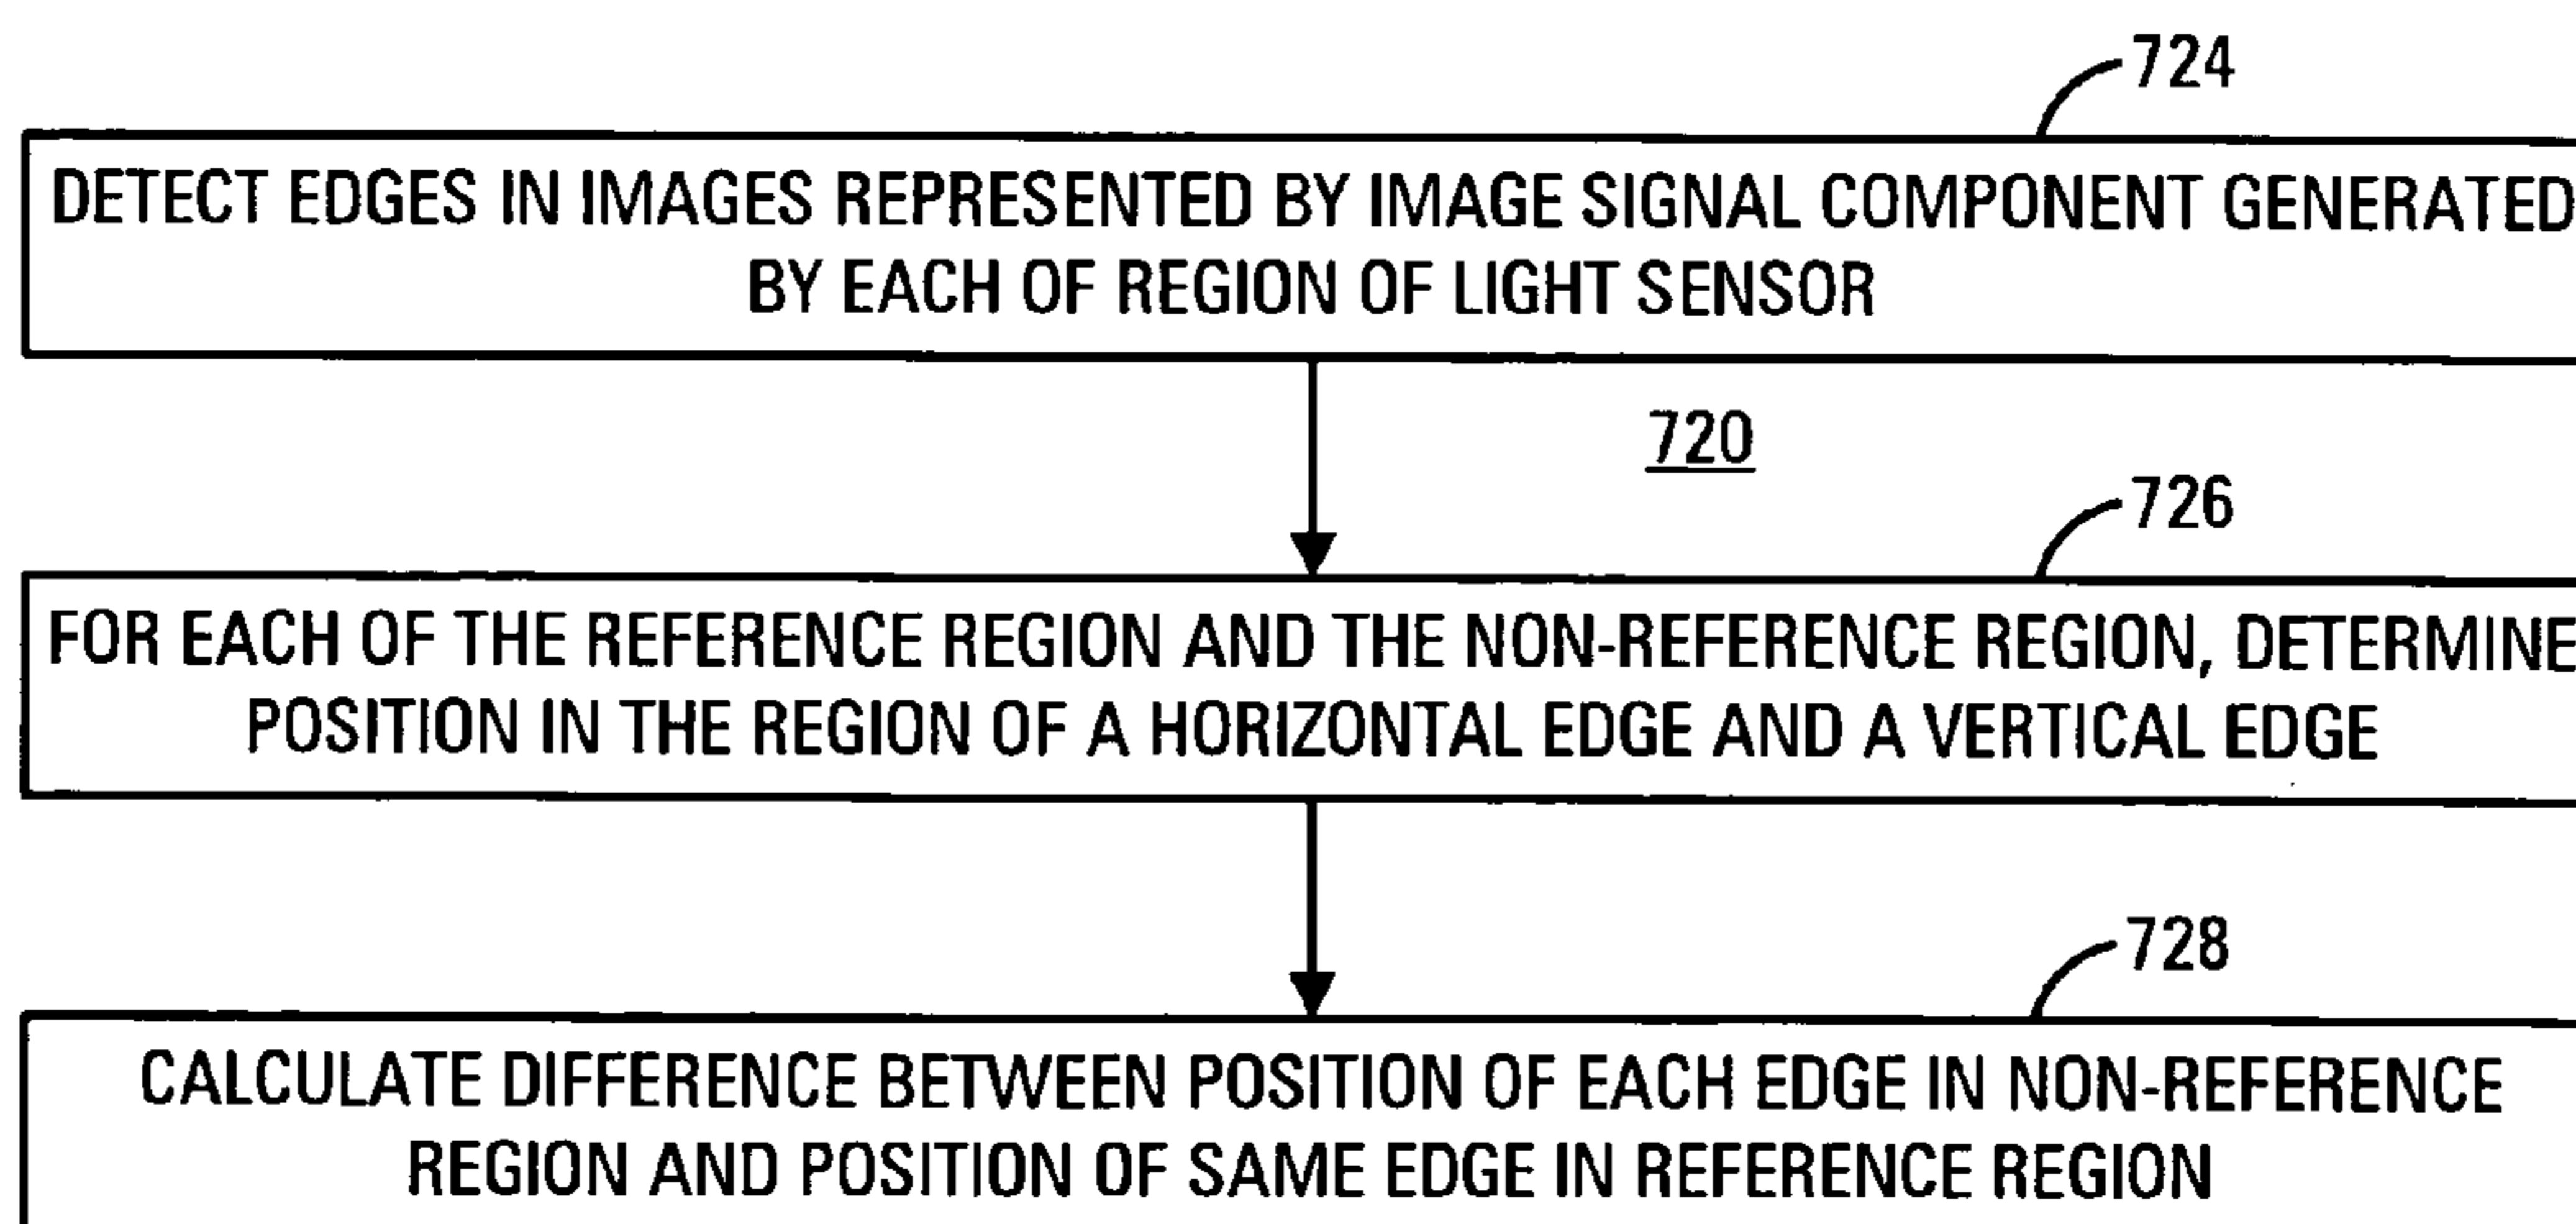 724
DETECT EDGES IN IMAGES REPRESENTED BY IMAGE SIGNAL COMPONENT GENERATED
BY EACH OF REGION OF LIGHT SENSOR
720
726
FOR EACH OF THE REFERENCE REGION AND THE NON-REFERENCE REGION, DETERMINE
POSITION IN THE REGION OF A HORIZONTAL EDGE AND A VERTICAL EDGE
728
CALCULATE DIFFERENCE BETWEEN POSITION OF EACH EDGE IN NON-REFERENCE
REGION AND POSITION OF SAME EDGE IN REFERENCE REGION